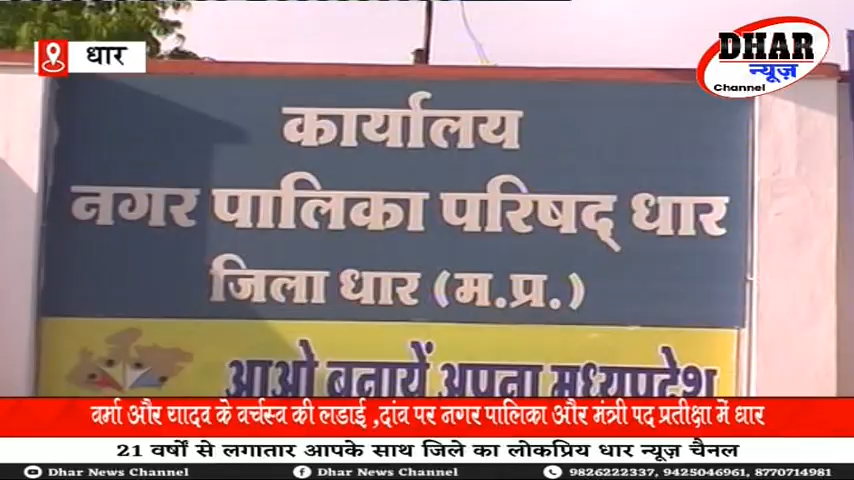 धार
DHAR
न्यूज़
Channel
कार्यालय
नगर पालिका परिषद् धार
जिला धार (म.प्र.)
आओ बनायें अपना मध्यप्रदेश
वर्मा और यादव के वर्चस्व की लडाई ,दांव पर नगर पालिका और मंत्री पद प्रतीक्षा में धार
21 वर्षों से लगातार आपके साथ जिले का लोकप्रिय धार न्यूज़ चैनल
Dhar News Channel Dhar News Channel 9826222337, 9425046961, 8770714981